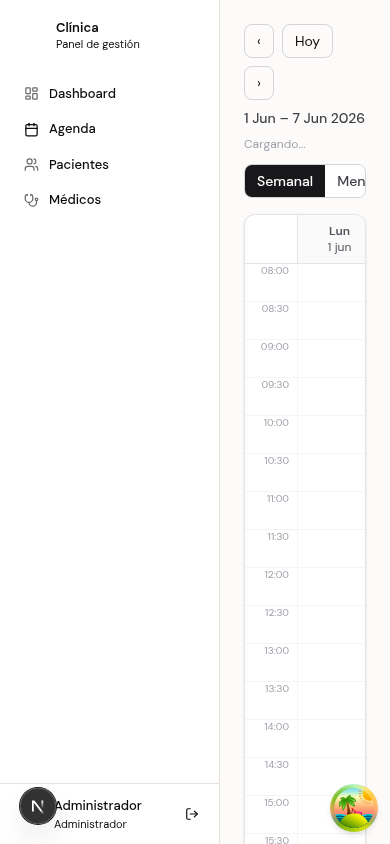 Clínica
Panel de gestión
Dashboard
Agenda
Pacientes
Médicos
N
Administrador
Administrador
‹
Hoy
›
1 Jun – 7 Jun 2026
Cargando...
Semanal
Men
Lun
1 jun
08:00
08:30
09:00
09:30
10:00
10:30
11:00
11:30
12:00
12:30
13:00
13:30
14:00
14:30
15:00
15:30